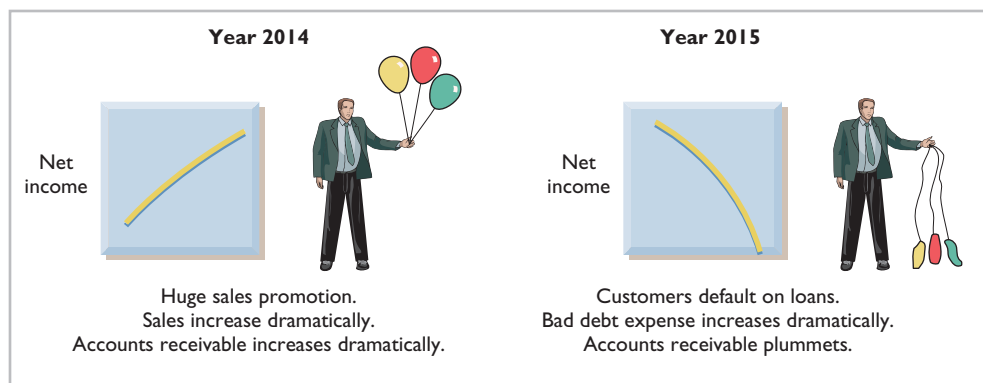 Year 2014
Net
income
Huge sales promotion.
Sales increase dramatically.
Accounts receivable increases dramatically.
Year 2015
Net
income
Customers default on loans.
Bad debt expense increases dramatically.
Accounts receivable plummets.